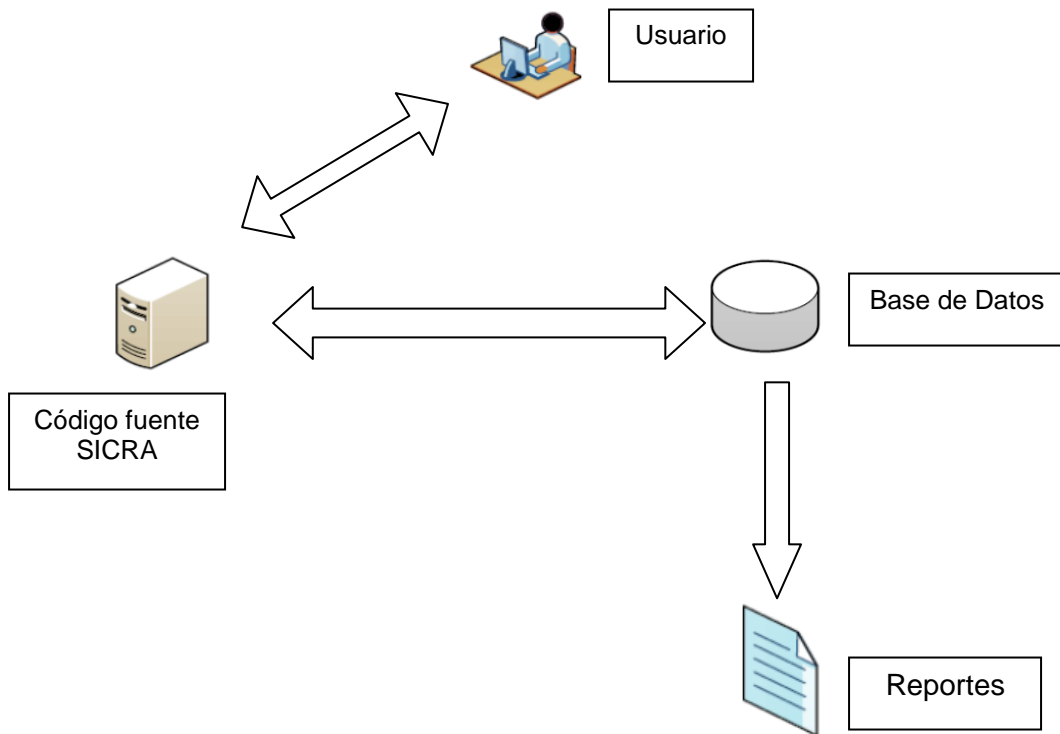 Usuario
Base de Datos
Código fuente
SICRA
Reportes